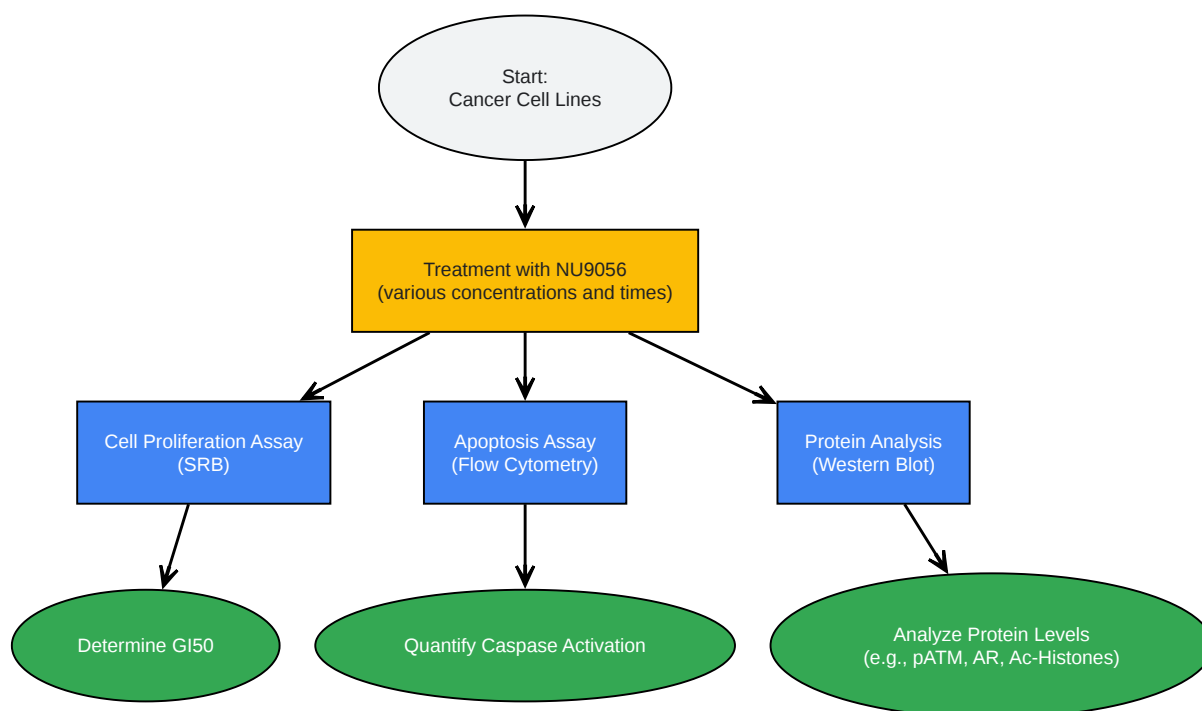 Start:
Cancer Cell Lines
Treatment with NU9056
(various concentrations and times)
Cell Proliferation Assay
(SRB)
Apoptosis Assay
(Flow Cytometry)
Protein Analysis
(Western Blot)
Determine GI50
Quantify Caspase Activation
Analyze Protein Levels
(e.g., pATM, AR, Ac-Histones)